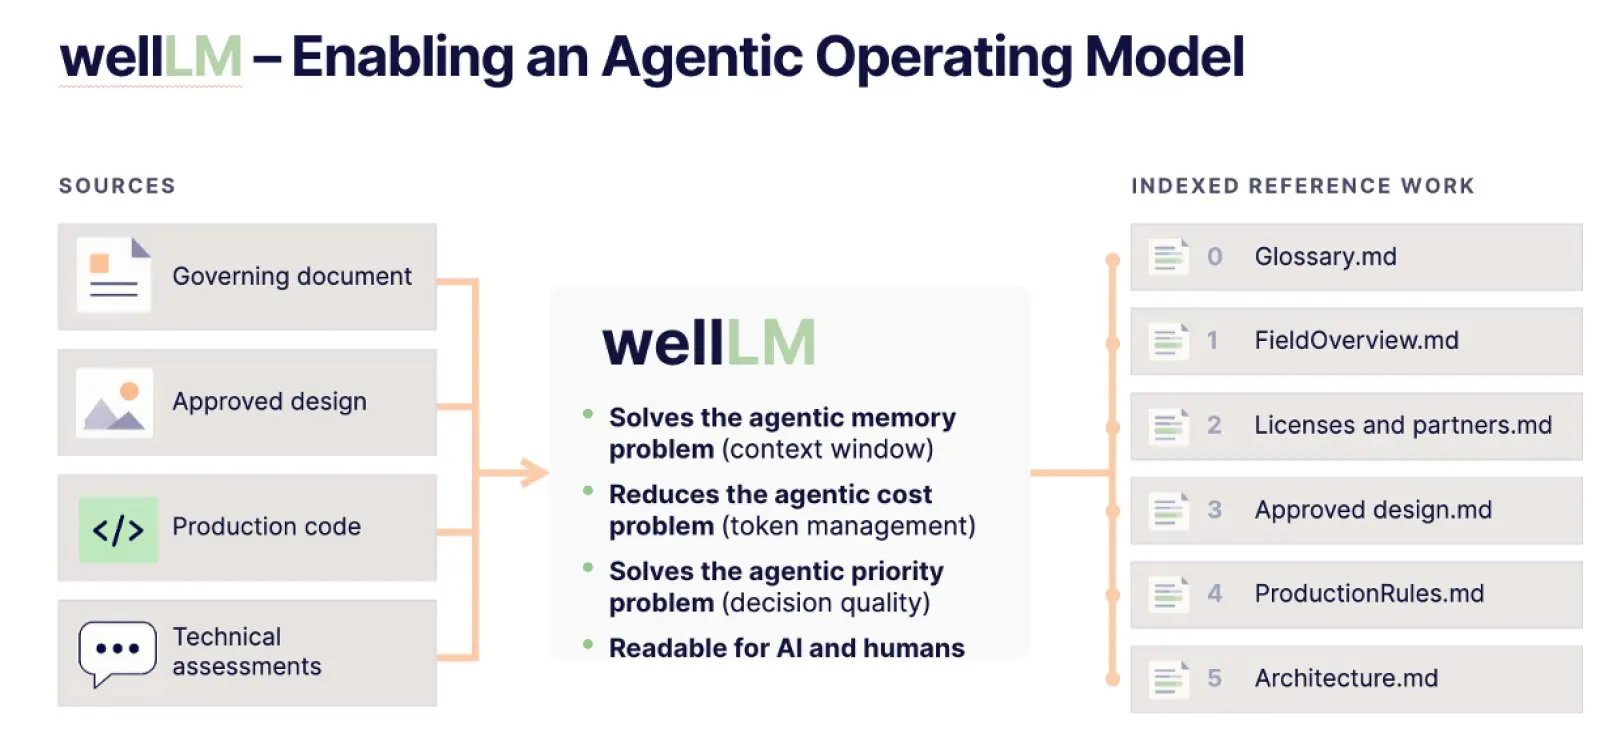 wellLM – Enabling an Agentic Operating Model
SOURCES
Governing document
Approved design
</>
Production code
Technical
assessments
wellLM
Solves the agentic memory
problem (context window)
Reduces the agentic cost
problem (token management)
Solves the agentic priority
problem (decision quality)
Readable for AI and humans
INDEXED REFERENCE WORK
0 Glossary.md
1 FieldOverview.md
2 Licenses and partners.md
3 Approved design.md
4 ProductionRules.md
5 Architecture.md